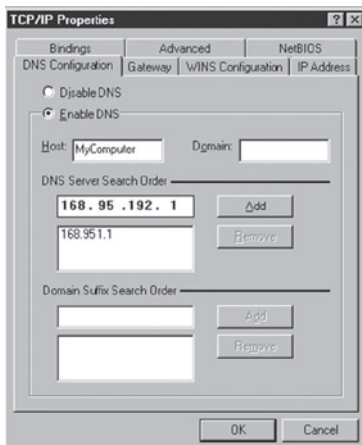 TCP/IP Properties
Bindings Advanced NetBIOS
DNS Configuration Gateway WINS Configuration IP Address
Disable DNS
Enable DNS
Host: MyComputer Domain:
DNS Server Search Order
168. 95 .192. 1 Add
168.951.1 Remove
Domain Suffix Search Order
Add
Remove
OK Cancel